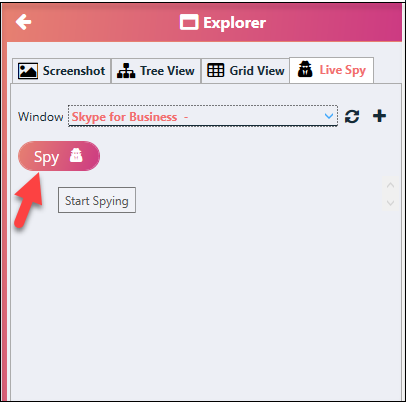 Explorer
Screenshot Tree View Grid View Live Spy
Window Skype for Business -
Spy
Start Spying